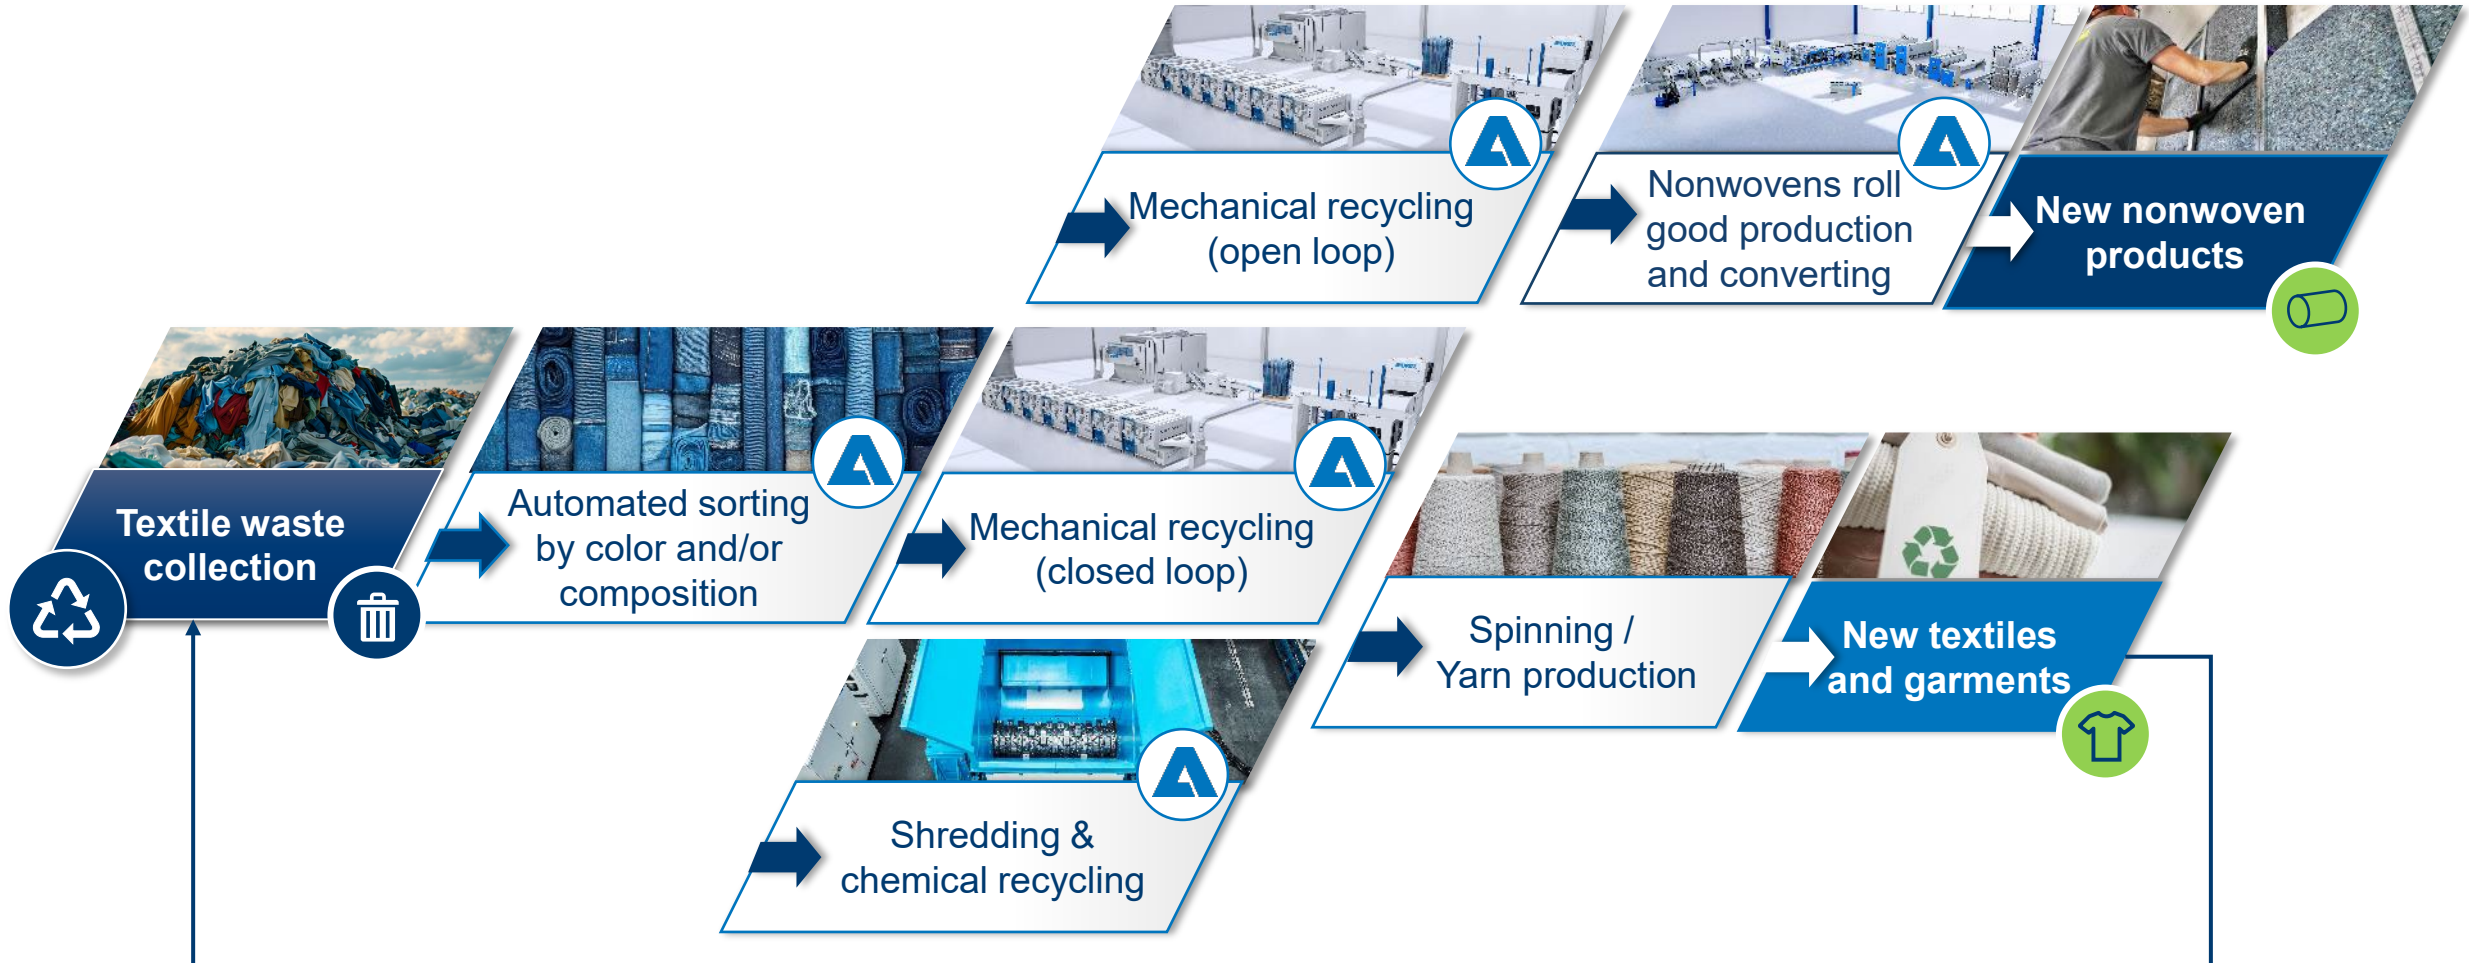 Mechanical recycling
(open loop)
Nonwovens roll
good production
and converting
New nonwoven
products
Textile waste
collection
Automated sorting
by color and/or
composition
Mechanical recycling
(closed loop)
Spinning /
Yarn production
New textiles
and garments
Shredding &
chemical recycling